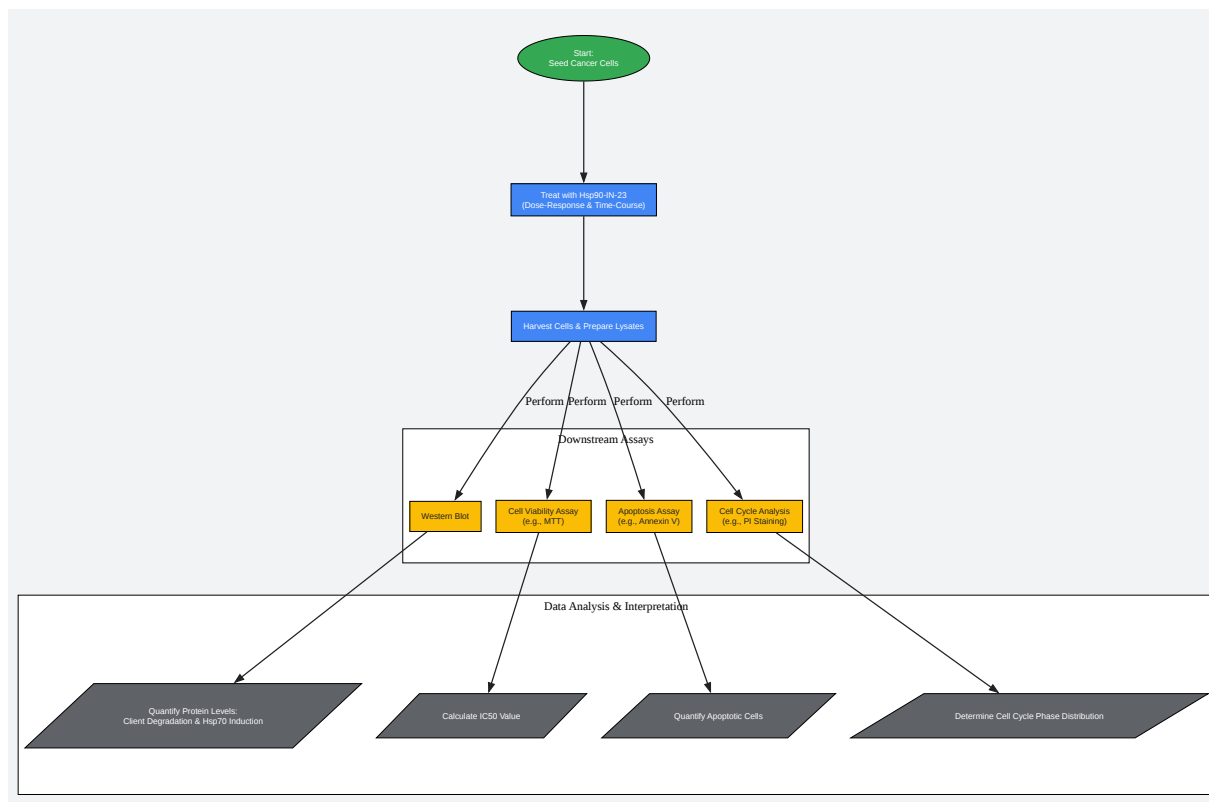 Start:
Seed Cancer Cells
Treat with Hsp90-IN-23
(Dose-Response & Time-Course)
Harvest Cells & Prepare Lysates
Perform Perform Perform Perform
Downstream Assays
Western Blot
Cell Viability Assay
(e.g., MTT)
Apoptosis Assay
(e.g., Annexin V)
Cell Cycle Analysis
(e.g., PI Staining)
Data Analysis & Interpretation
Quantify Protein Levels:
Client Degradation & Hsp70 Induction
Calculate IC50 Value
Quantify Apoptotic Cells
Determine Cell Cycle Phase Distribution